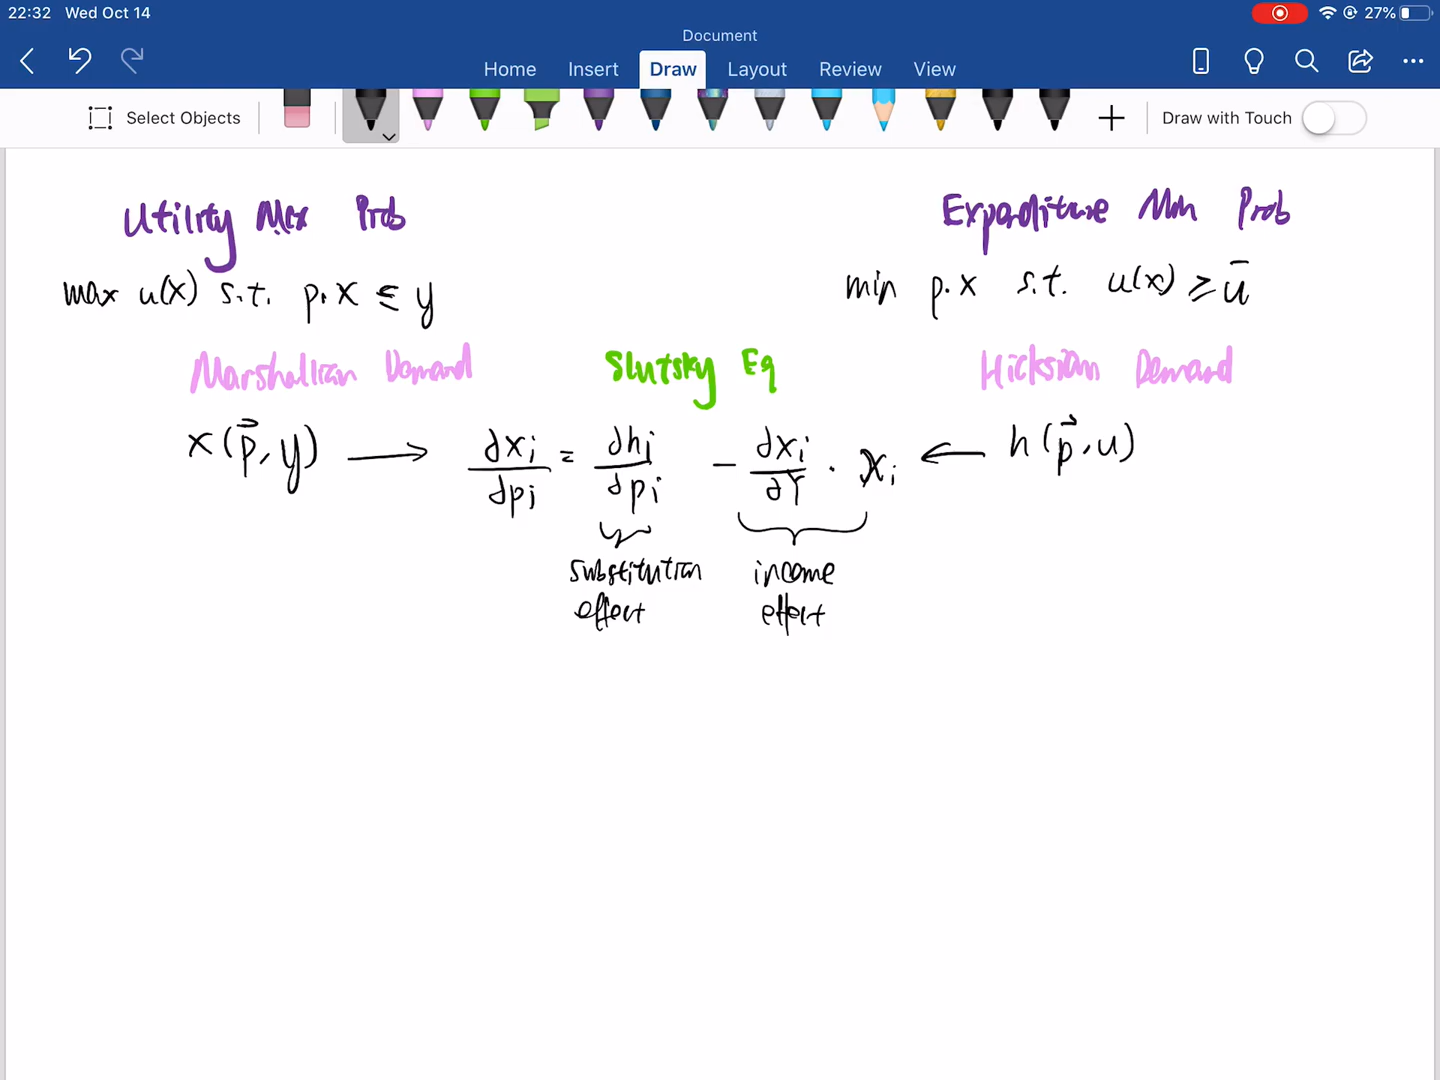 22:32 Wed Oct 14 27%
Document
Home Insert Draw Layout Review View
Select Objects Draw with Touch
Utility Max Prob Expenditure Min Prob
max u(x) s.t. p·x ≤ y min p·x s.t. u(x) ≥ ū
Marshallian Demand Slutsky Eq Hicksian Demand
x(p⃗, y) → ∂xi/∂pi = ∂hi/∂pi − ∂xi/∂Y · xi ← h(p⃗, u)
substitution income
effect effect